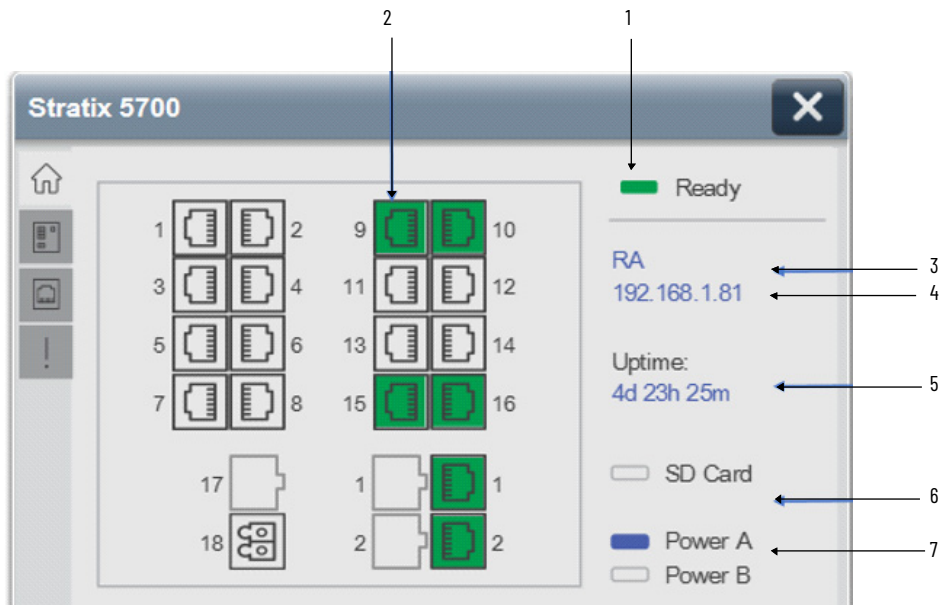 2 1
Stratix 5700
Ready
1 2 9 10
RA 3
3 4 11 12
192.168.1.81 4
5 6 13 14
Uptime:
4d 23h 25m 5
7 8 15 16
SD Card
17 1 1
6
18 2 2
Power A 7
Power B